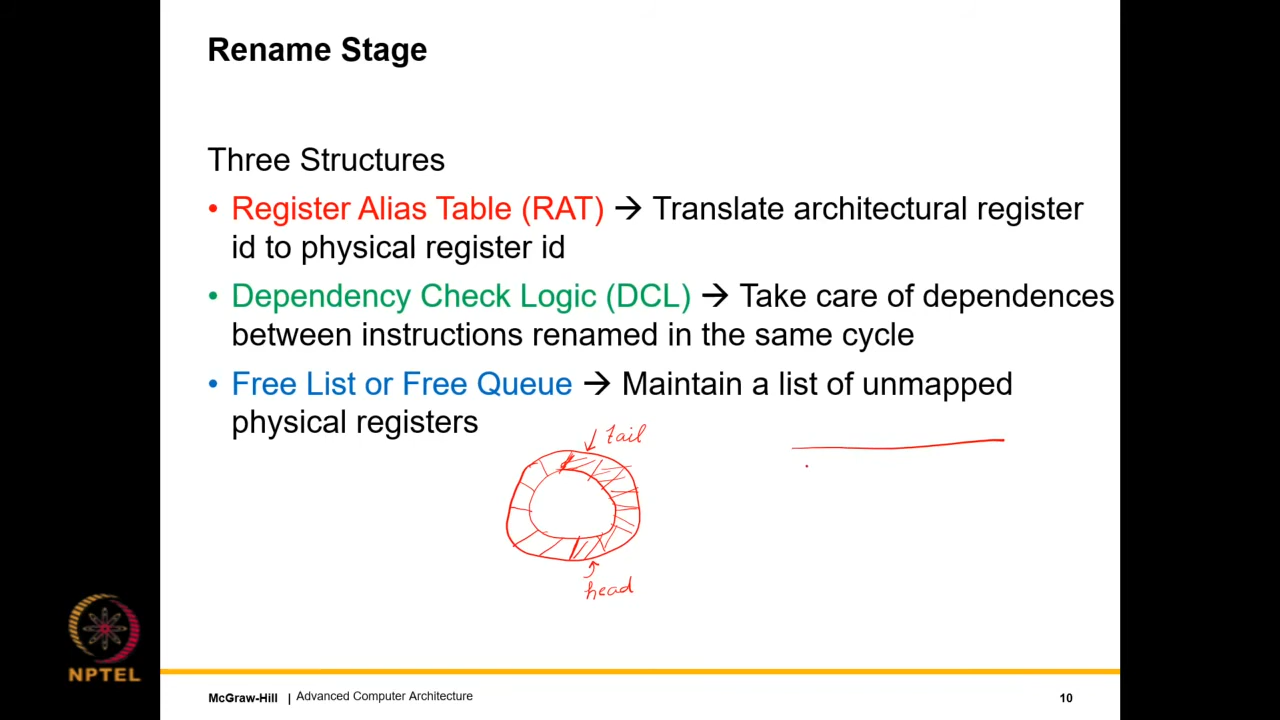 Rename Stage
Three Structures
• Register Alias Table (RAT) → Translate architectural register
id to physical register id
• Dependency Check Logic (DCL) → Take care of dependences
between instructions renamed in the same cycle
• Free List or Free Queue → Maintain a list of unmapped
physical registers
tail
head
NPTEL
McGraw-Hill | Advanced Computer Architecture 10